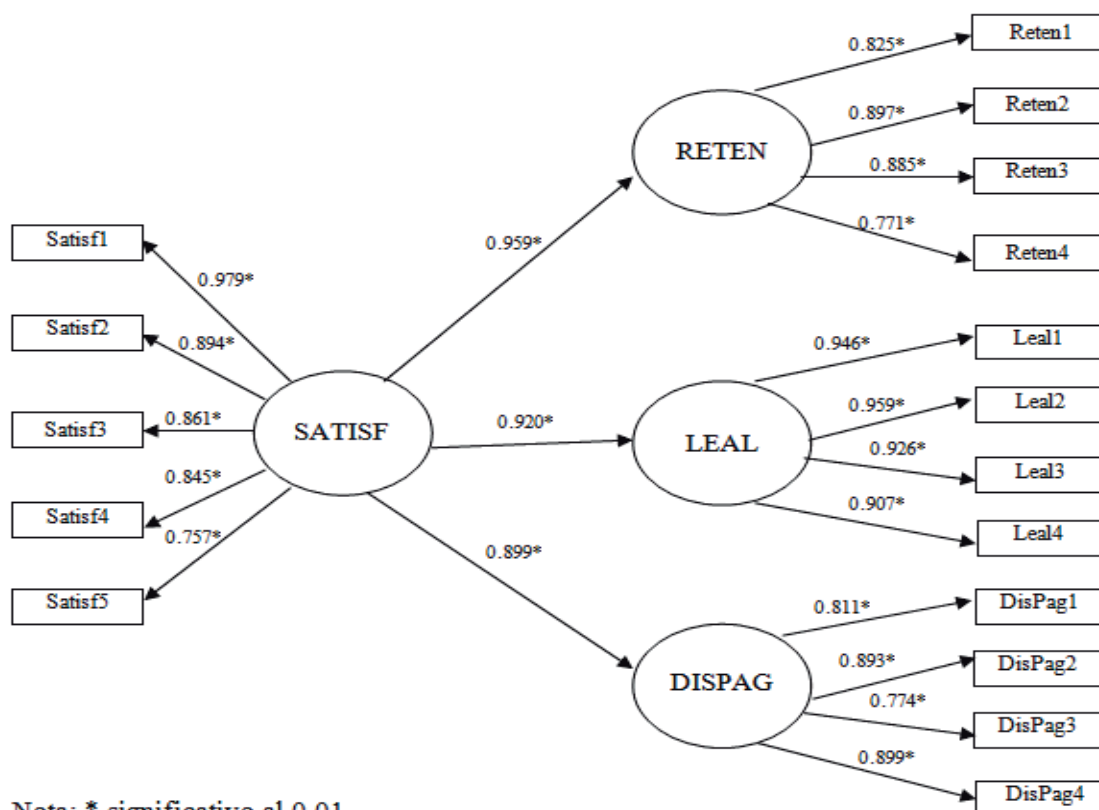 0.825*
Reten1
0.897*
Reten2
RETEN
0.885*
Reten3
0.771*
Reten4
Satisf1
0.979*
0.959*
Satisf2
0.894*
Satisf3
0.861*
SATISF
0.845*
Satisf4
0.757*
Satisf5
0.920*
0.946*
Leal1
0.959*
Leal2
LEAL
0.926*
Leal3
0.907*
Leal4
0.899*
0.811*
DisPag1
0.893*
DisPag2
DISPAG
0.774*
DisPag3
0.899*
DisPag4
Nota: * significativo al 0.01